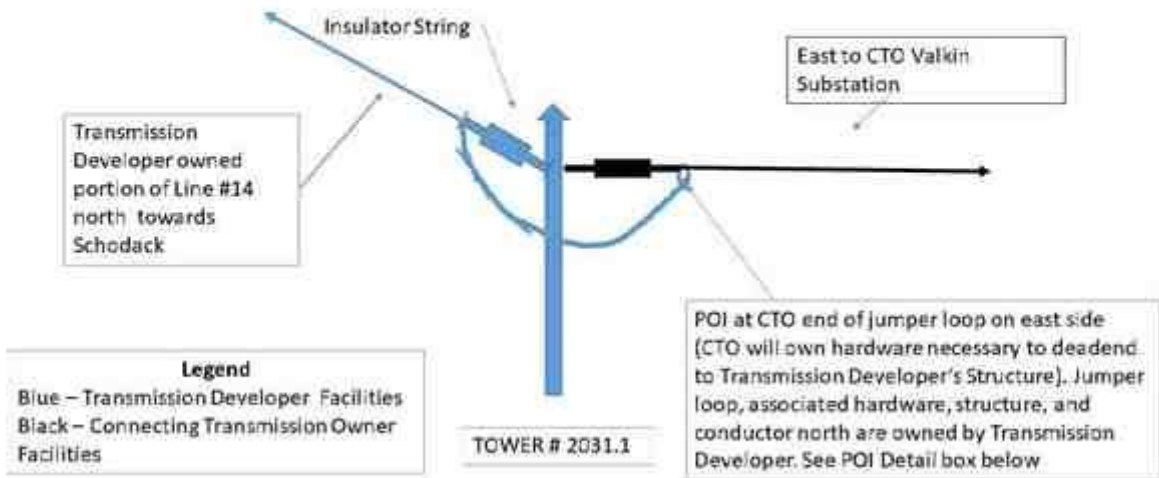 Insulator String
East to CTO Valkin
Substation
Transmission
Developer owned
portion of Line #14
north towards
Schodack
POI at CTO end of jumper loop on east side
(CTO will own hardware necessary to deadend
to Transmission Developer's Structure). Jumper
loop, associated hardware, structure, and
conductor north are owned by Transmission
Developer. See POI Detail box below
Legend
Blue – Transmission Developer Facilities
Black – Connecting Transmission Owner
Facilities
TOWER # 2031.1